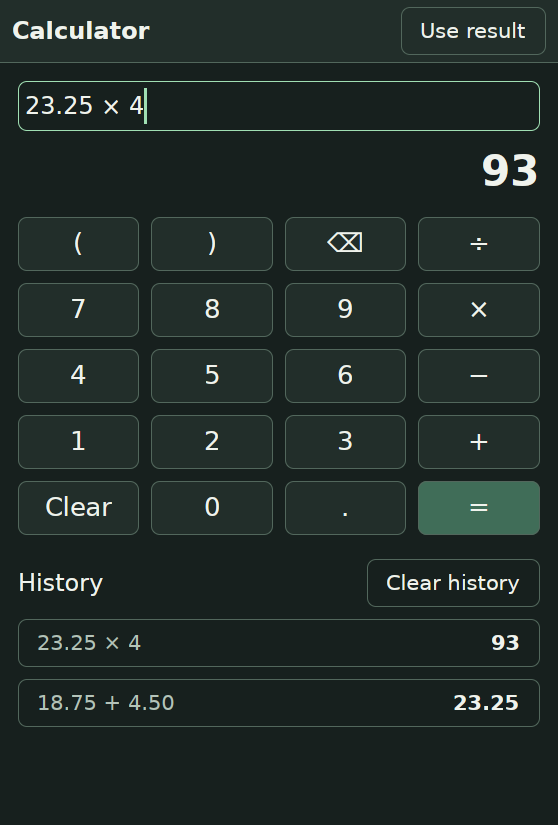 Calculator
Use result
23.25 × 4
93
( ) ⌫ ÷
7 8 9 ×
4 5 6 −
1 2 3 +
Clear 0 . =
History
Clear history
23.25 × 4 93
18.75 + 4.50 23.25